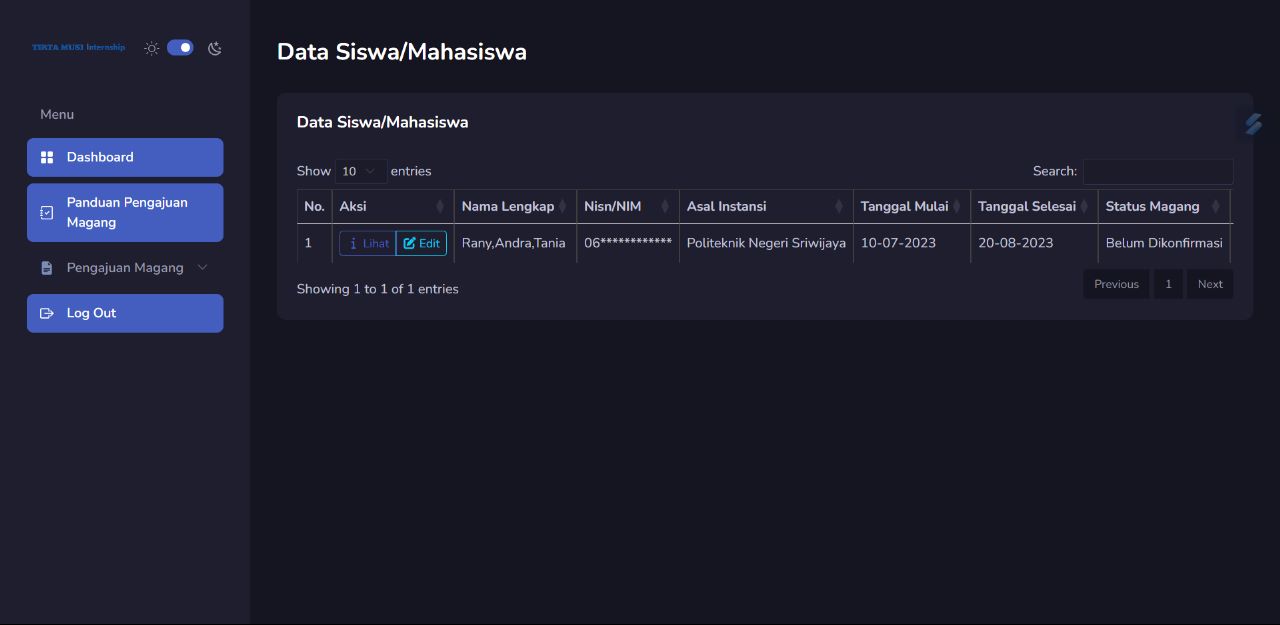 TIRTA MUSI Internship
Menu
Dashboard
Panduan Pengajuan
Magang
Pengajuan Magang
Log Out
Data Siswa/Mahasiswa
Data Siswa/Mahasiswa
Show 10 entries
Search:
No. Aksi Nama Lengkap Nisn/NIM Asal Instansi Tanggal Mulai Tanggal Selesai Status Magang
1 Lihat Edit Rany,Andra,Tania 06************ Politeknik Negeri Sriwijaya 10-07-2023 20-08-2023 Belum Dikonfirmasi
Showing 1 to 1 of 1 entries
Previous 1 Next